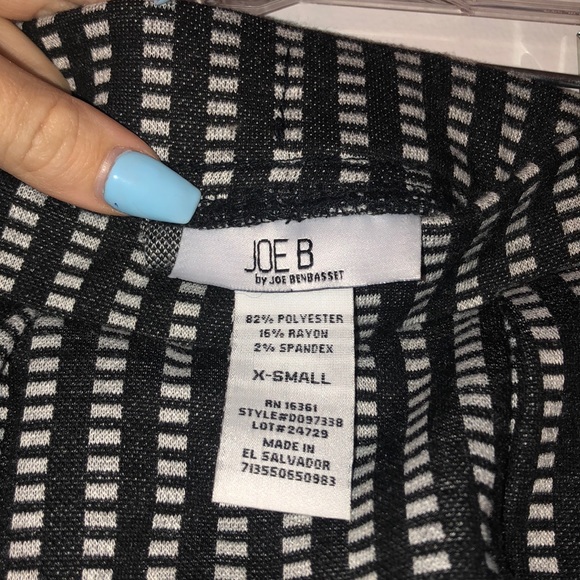 JOE B
by JOE BENBASSET
82% POLYESTER
16% RAYON
2% SPANDEX
X-SMALL
RN 16361
STYLE#D097338
LOT#24729
MADE IN
EL SALVADOR
713550650983